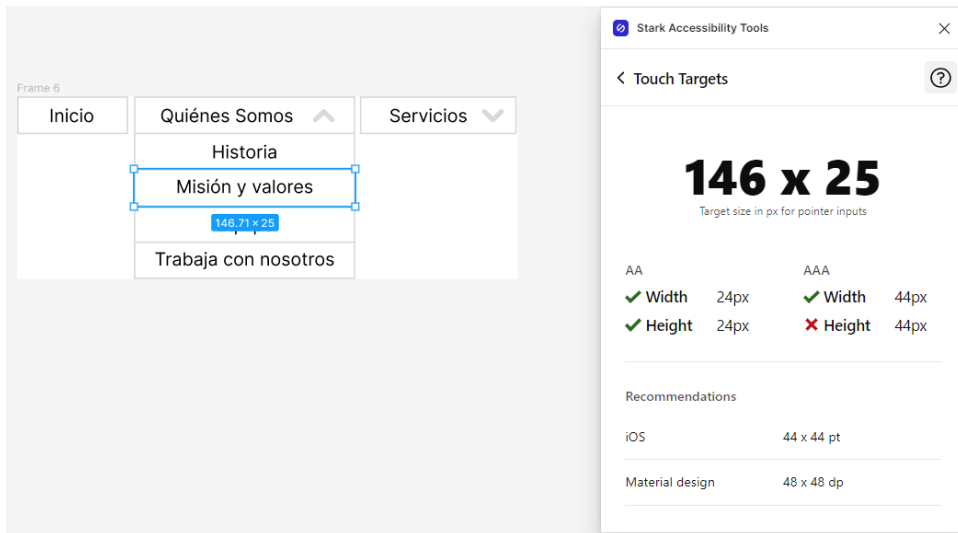 Frame 6
Inicio
Quiénes Somos
Servicios
Historia
Misión y valores
146.71 × 25
Trabaja con nosotros
Stark Accessibility Tools
Touch Targets
146 x 25
Target size in px for pointer inputs
AA
Width 24px
Height 24px
AAA
Width 44px
Height 44px
Recommendations
iOS 44 x 44 pt
Material design 48 x 48 dp